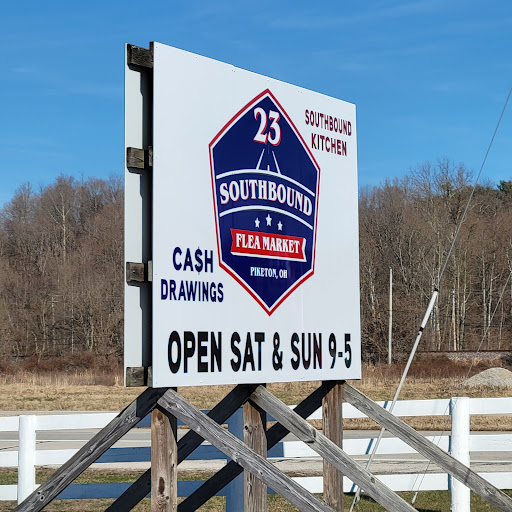 23
SOUTHBOUND
FLEA MARKET
PIKETON, OH
SOUTHBOUND
KITCHEN
CA$H
DRAWINGS
OPEN SAT & SUN 9-5